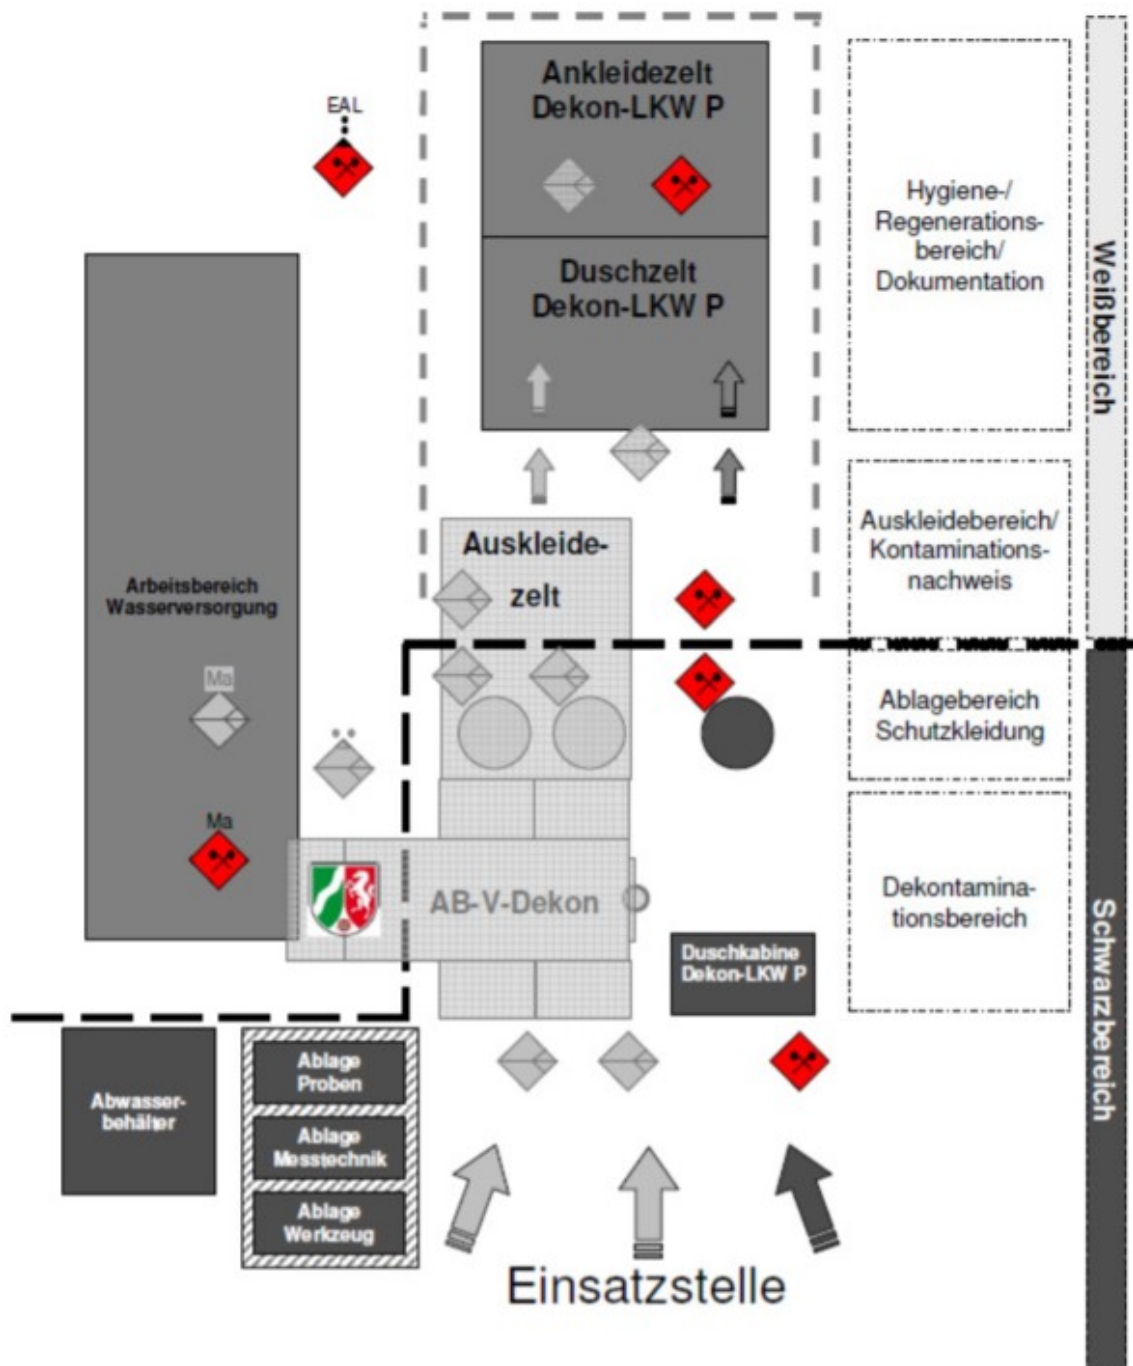 EAL
Ankleidezelt
Dekon-LKW P
Duschzelt
Dekon-LKW P
Hygiene-/
Regenerations-
bereich/
Dokumentation
Weißbereich
Auskleide-
zelt
Auskleidebereich/
Kontaminations-
nachweis
Arbeitsbereich
Wasserversorgung
Ma
Ma
Ablagebereich
Schutzkleidung
AB-V-Dekon
Dekontamina-
tionsbereich
Duschkabine
Dekon-LKW P
Schwarzbereich
Abwasser-
behälter
Ablage
Proben
Ablage
Messtechnik
Ablage
Werkzeug
Einsatzstelle